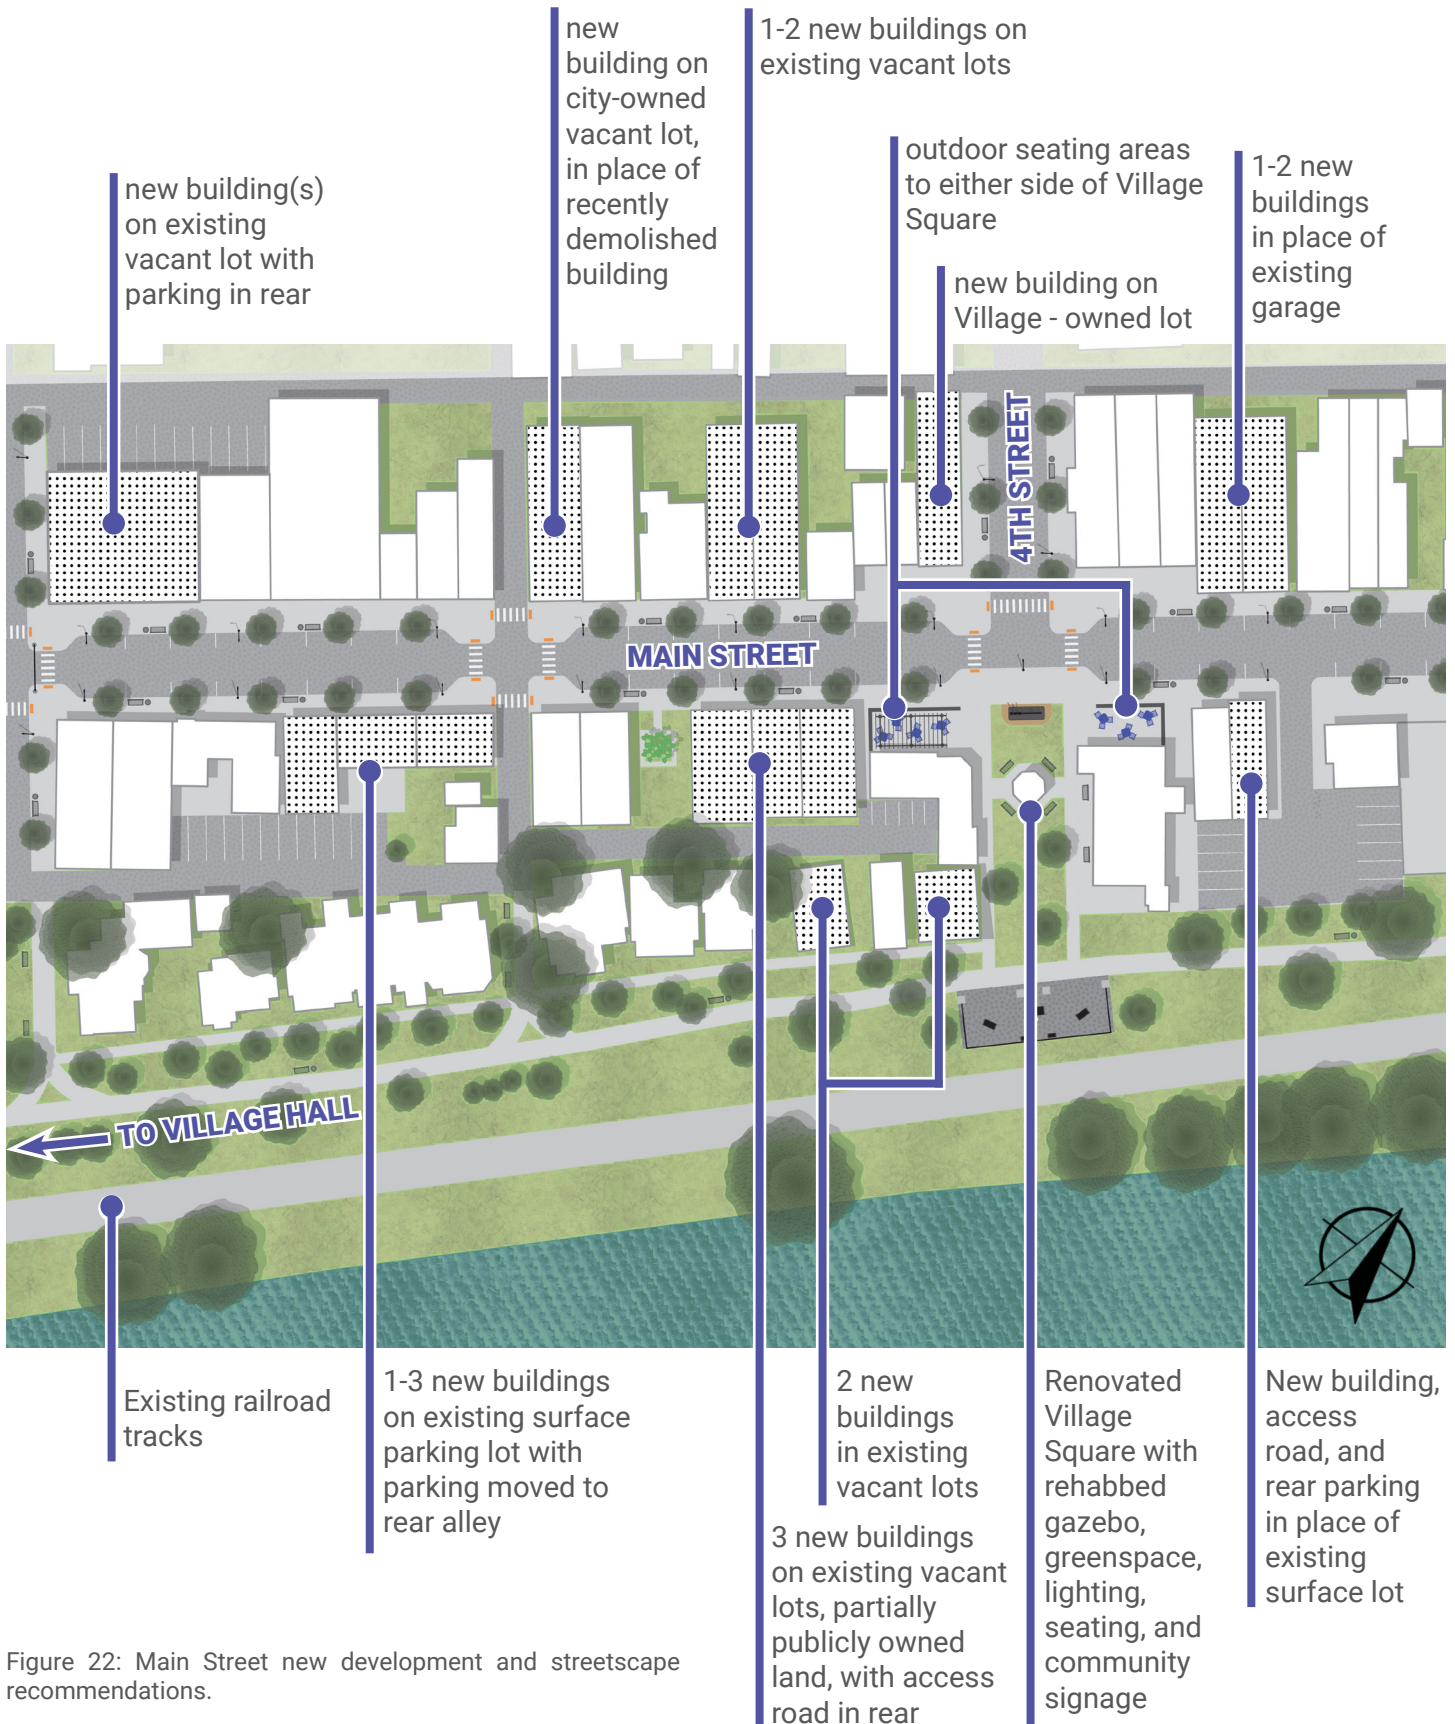 new
building on
city-owned
vacant lot,
in place of
recently
demolished
building
1-2 new buildings on
existing vacant lots
outdoor seating areas
to either side of Village
Square
1-2 new
buildings
in place of
existing
garage
new building(s)
on existing
vacant lot with
parking in rear
new building on
Village - owned lot
4TH STREET
MAIN STREET
TO VILLAGE HALL
Existing railroad
tracks
1-3 new buildings
on existing surface
parking lot with
parking moved to
rear alley
2 new
buildings
in existing
vacant lots
3 new buildings
on existing vacant
lots, partially
publicly owned
land, with access
road in rear
Renovated
Village
Square with
rehabbed
gazebo,
greenspace,
lighting,
seating, and
community
signage
New building,
access
road, and
rear parking
in place of
existing
surface lot
Figure 22: Main Street new development and streetscape
recommendations.